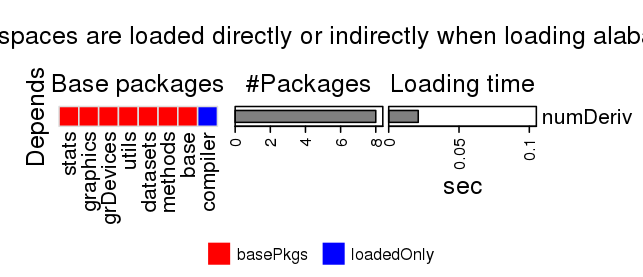 spaces are loaded directly or indirectly when loading alaba
Base packages
#Packages
Loading time
Depends
numDeriv
stats
graphics
grDevices
utils
datasets
methods
base
compiler
0
2
4
6
8
0
0.05
0.1
sec
basePkgs
loadedOnly